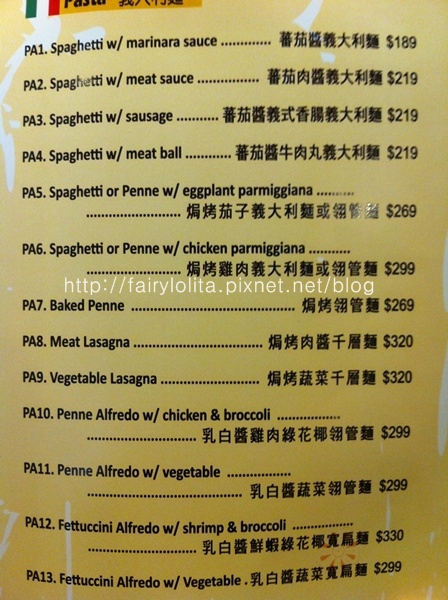 Pasta 義大利麵
PA1. Spaghetti w/ marinara sauce ............ 蕃茄醬義大利麵 $189
PA2. Spaghetti w/ meat sauce ............... 蕃茄肉醬義大利麵 $219
PA3. Spaghetti w/ sausage .......... 蕃茄醬義式香腸義大利麵 $219
PA4. Spaghetti w/ meat ball ........... 蕃茄醬牛肉丸義大利麵 $219
PA5. Spaghetti or Penne w/ eggplant parmiggiana .........
...................... 焗烤茄子義大利麵或翎管麵 $269
PA6. Spaghetti or Penne w/ chicken parmiggiana ..........
...................... 焗烤雞肉義大利麵或翎管麵 $299
http://fairylolita.pixnet.net/blog
PA7. Baked Penne ........................................ 焗烤翎管麵 $269
PA8. Meat Lasagna ............................... 焗烤肉醬千層麵 $320
PA9. Vegetable Lasagna ........................ 焗烤蔬菜千層麵 $320
PA10. Penne Alfredo w/ chicken & broccoli ...............
.......................... 乳白醬雞肉綠花椰翎管麵 $299
PA11. Penne Alfredo w/ vegetable ...............
..................................... 乳白醬蔬菜翎管麵 $299
PA12. Fettuccini Alfredo w/ shrimp & broccoli ..............
.......................... 乳白醬鮮蝦綠花椰寬扁麵 $330
PA13. Fettuccini Alfredo w/ Vegetable . 乳白醬蔬菜寬扁麵 $299